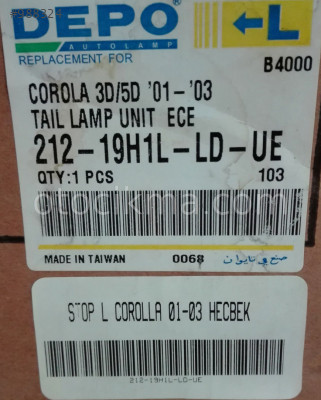 DEPO
AUTOLAMP
L
REPLACEMENT FOR
B4000
COROLA 3D/5D '01-'03
TAIL LAMP UNIT ECE
212-19H1L-LD-UE
QTY:1 PCS 103
otocikma.com
MADE IN TAIWAN 0068 صنع في تايوان
STOP L COROLLA 01-03 HECBEK
212-19H1L-LD-UE